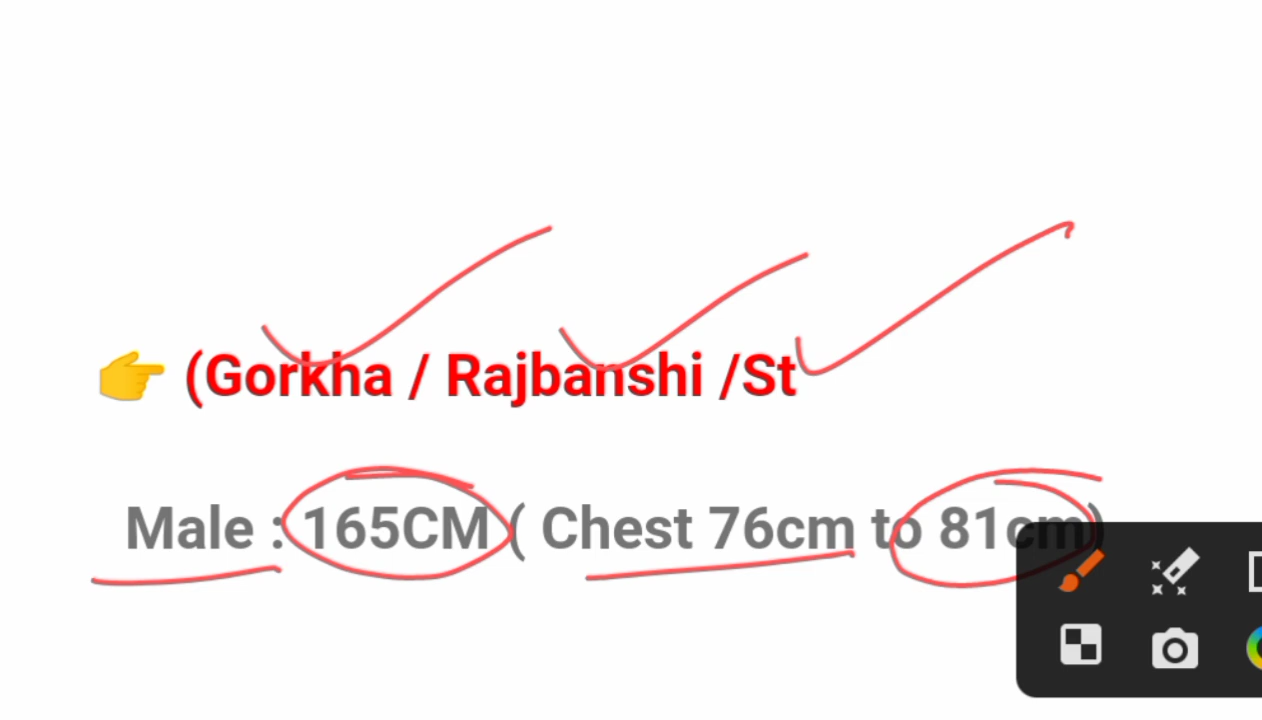 👉 (Gorkha / Rajbanshi /St
Male : 165CM ( Chest 76cm to 81cm)